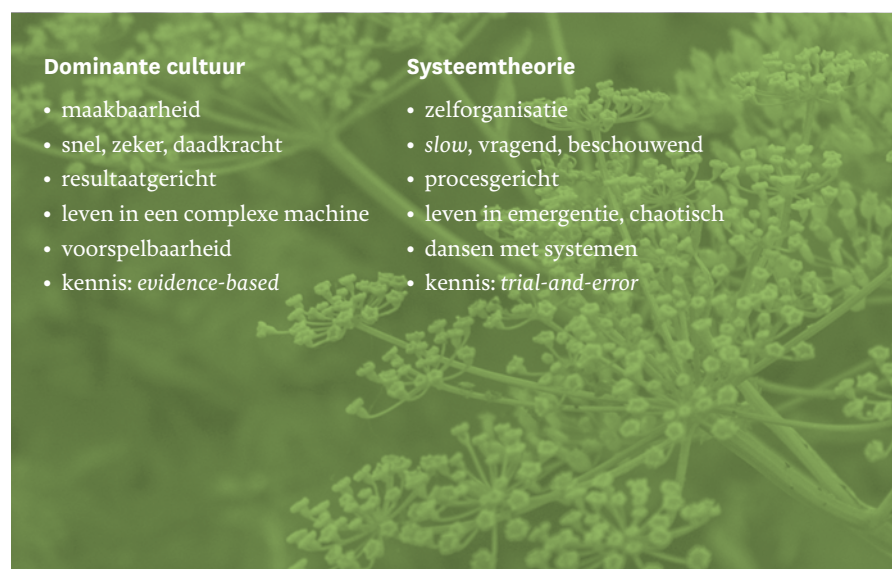 Dominante cultuur
• maakbaarheid
• snel, zeker, daadkracht
• resultaatgericht
• leven in een complexe machine
• voorspelbaarheid
• kennis: evidence-based
Systeemtheorie
• zelforganisatie
• slow, vragend, beschouwend
• procesgericht
• leven in emergentie, chaotisch
• dansen met systemen
• kennis: trial-and-error